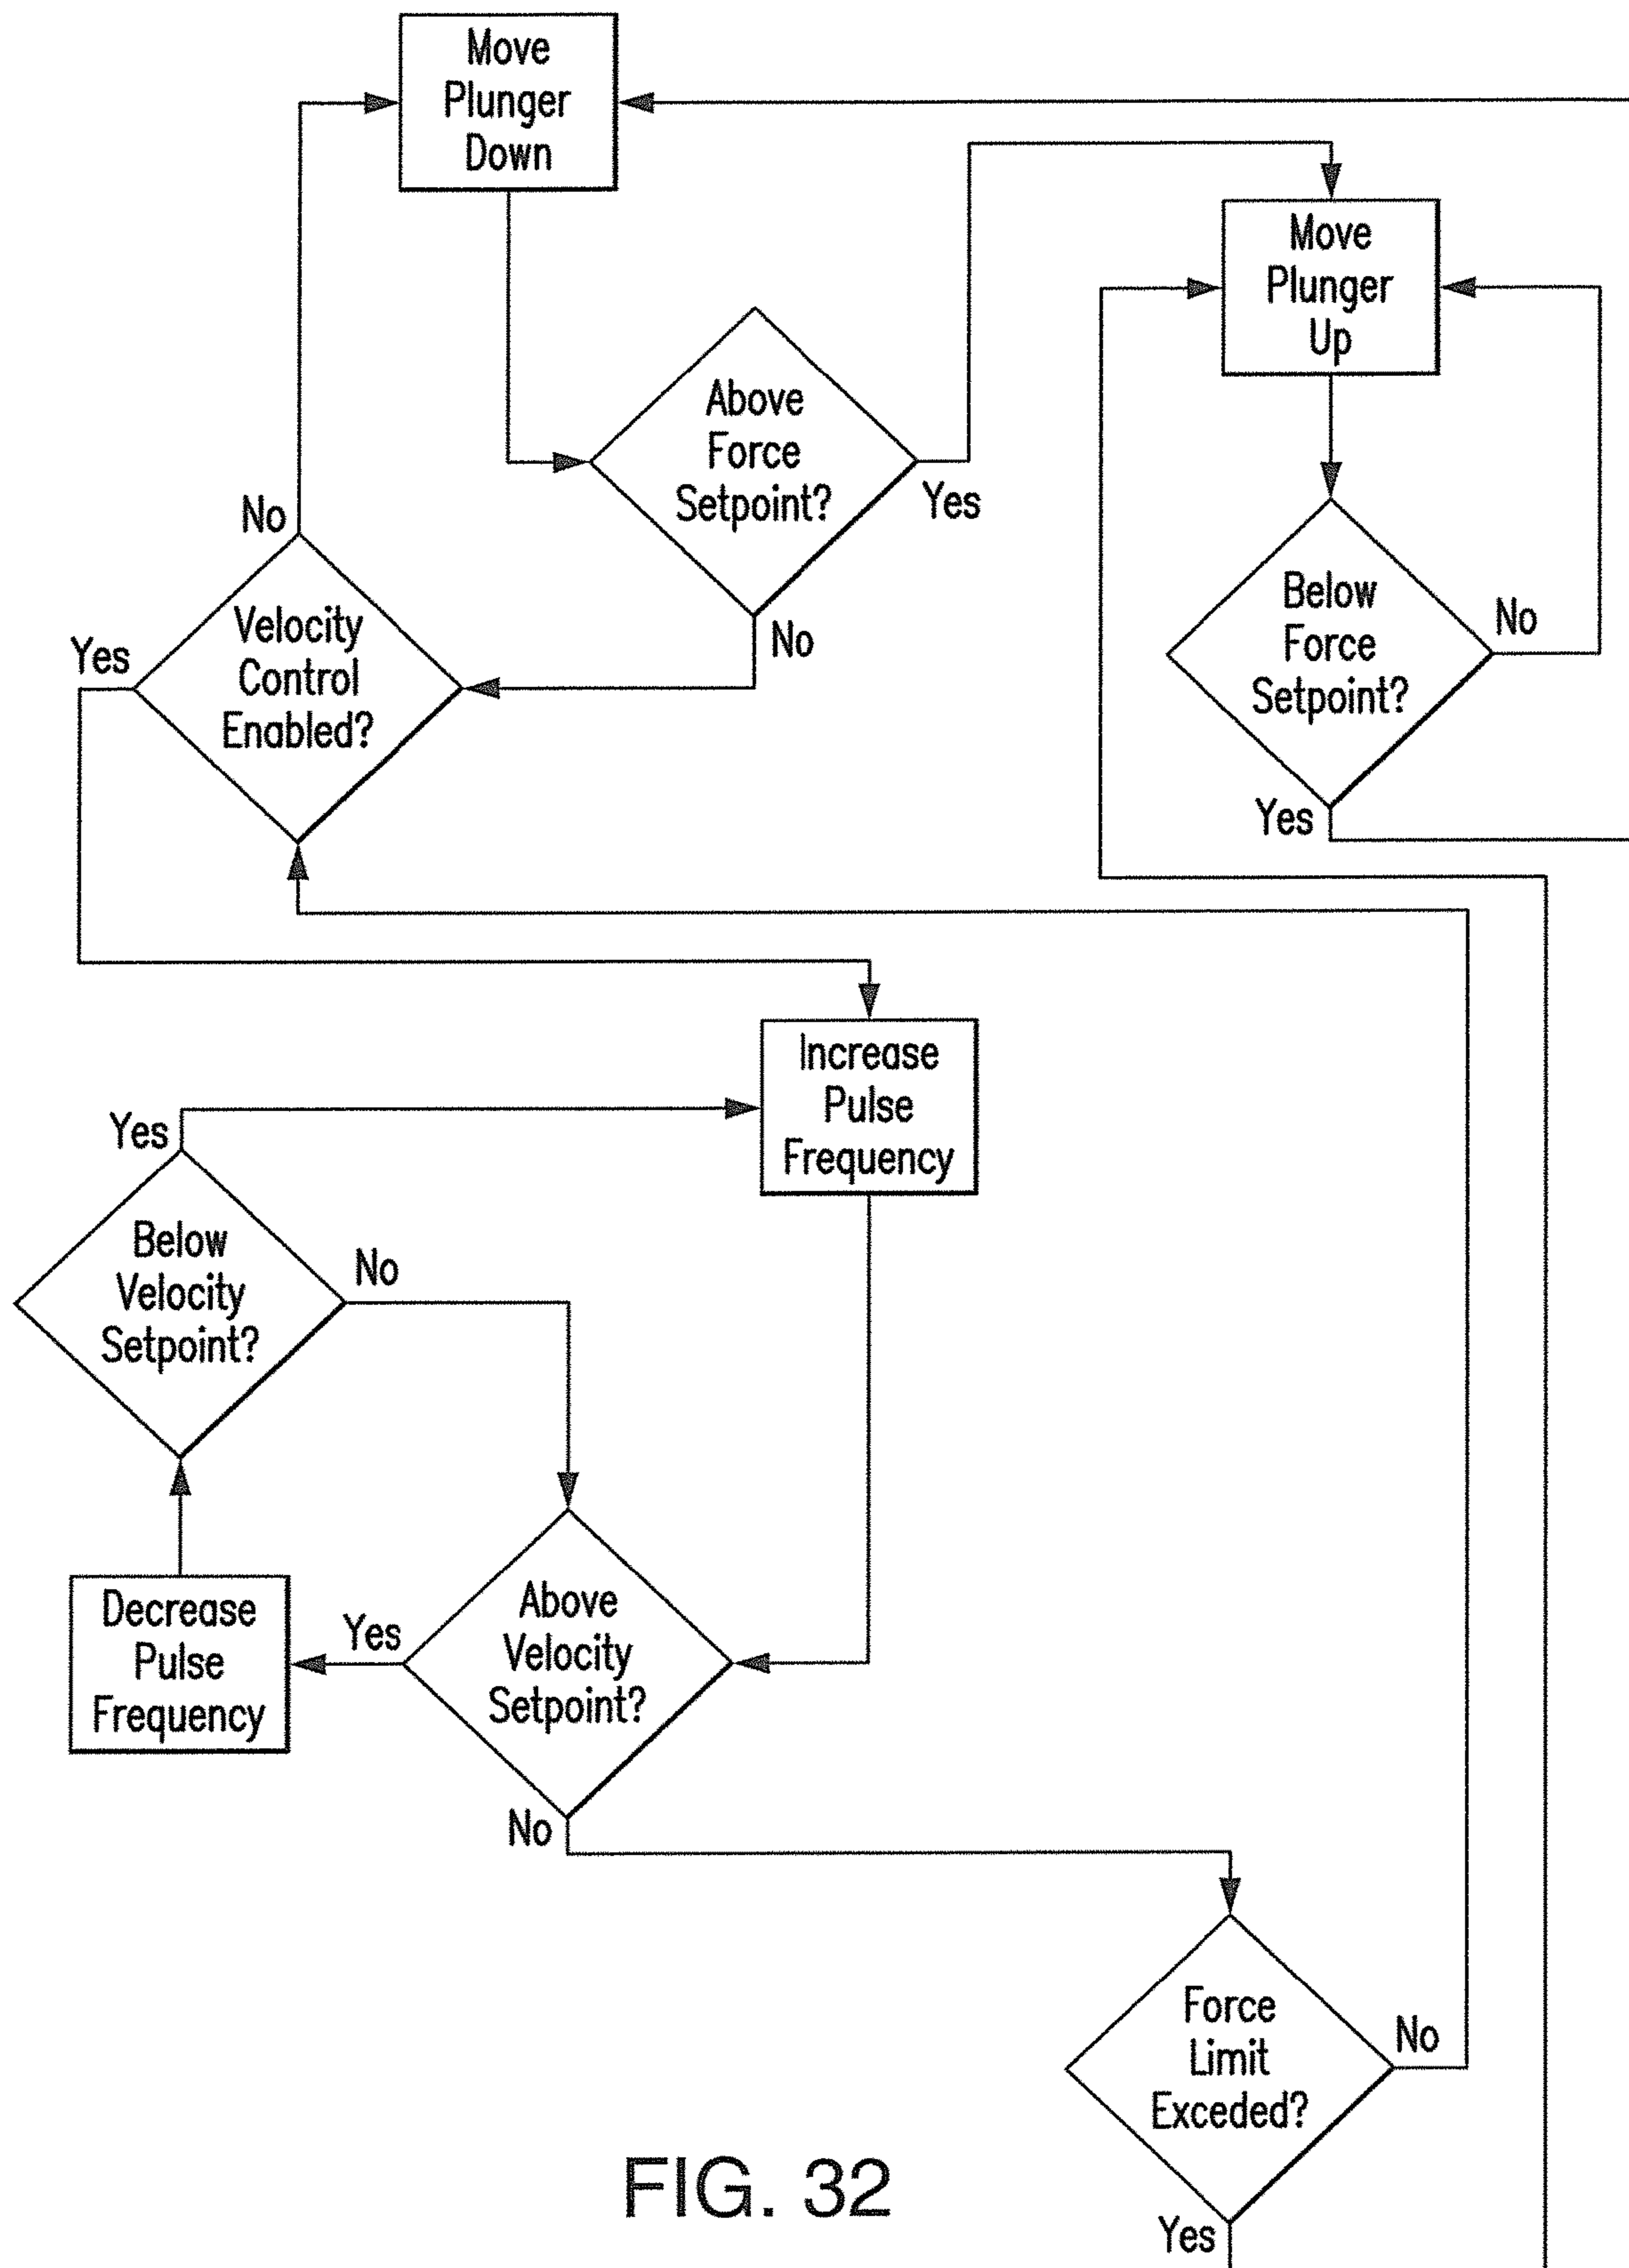 Move
Plunger
Down
Move
Plunger
Up
Above
Force
Setpoint?
Yes
No
No
Velocity
Control
Enabled?
Yes
Below
Force
Setpoint?
No
Yes
Increase
Pulse
Frequency
Yes
Below
Velocity
Setpoint?
No
Decrease
Pulse
Frequency
Yes
Above
Velocity
Setpoint?
No
Force
Limit
Exceded?
No
Yes
FIG. 32